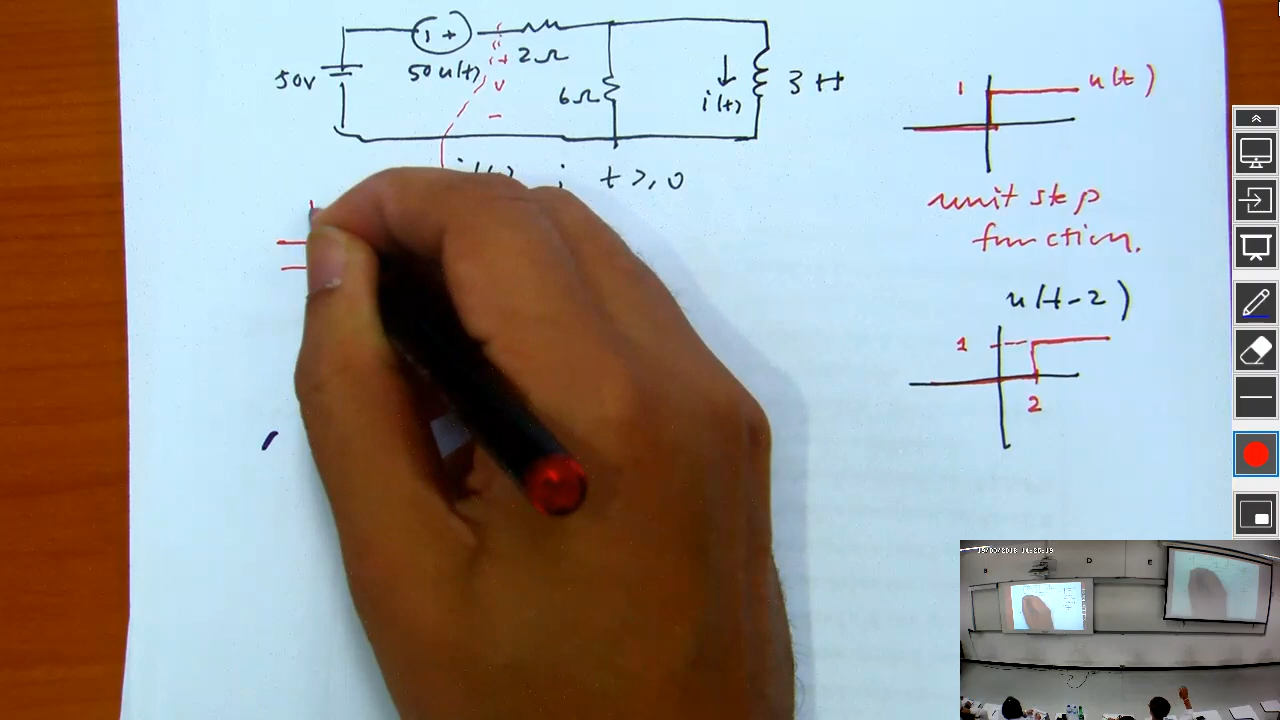 50V
50u(t)
+
2Ω
+
v
-
6Ω
i(t)
3H
t ≥ 0
1
u(t)
unit step
function.
u(t-2)
1
2